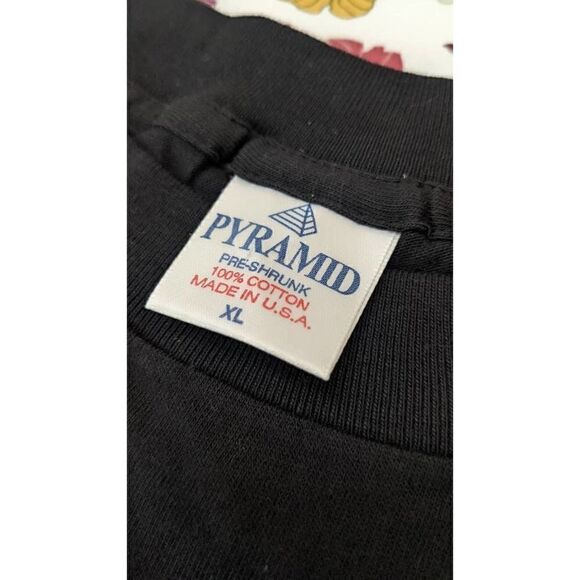 PYRAMID
PRE-SHRUNK
100% COTTON
MADE IN U.S.A.
XL